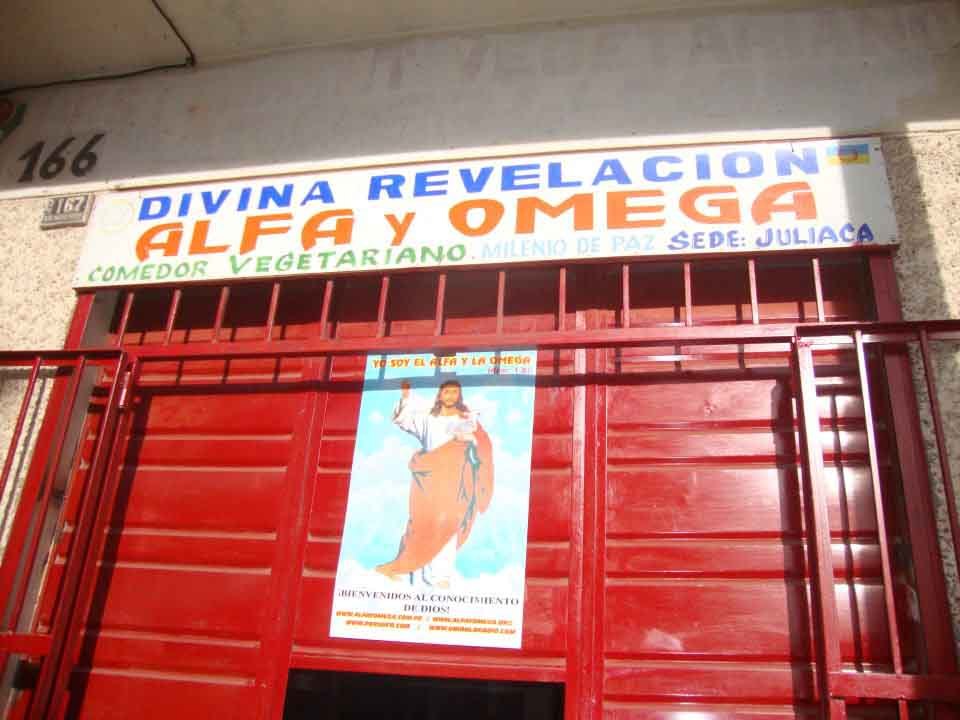 166
167
DIVINA REVELACION
ALFA y OMEGA
COMEDOR VEGETARIANO. MILENIO DE PAZ SEDE: JULIACA
YO SOY EL ALFA Y LA OMEGA
¡BIENVENIDOS AL CONOCIMIENTO
DE DIOS!